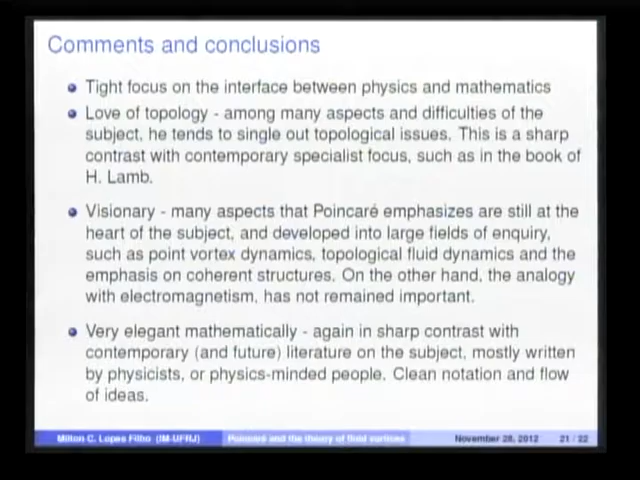 Comments and conclusions
Tight focus on the interface between physics and mathematics
Love of topology - among many aspects and difficulties of the
subject, he tends to single out topological issues. This is a sharp
contrast with contemporary specialist focus, such as in the book of
H. Lamb.
Visionary - many aspects that Poincaré emphasizes are still at the
heart of the subject, and developed into large fields of enquiry,
such as point vortex dynamics, topological fluid dynamics and the
emphasis on coherent structures. On the other hand, the analogy
with electromagnetism, has not remained important.
Very elegant mathematically - again in sharp contrast with
contemporary (and future) literature on the subject, mostly written
by physicists, or physics-minded people. Clean notation and flow
of ideas.
Milton C. Lopes Filho (IM-UFRJ) Poincaré and the theory of fluid vortices November 28, 2012 21 / 22